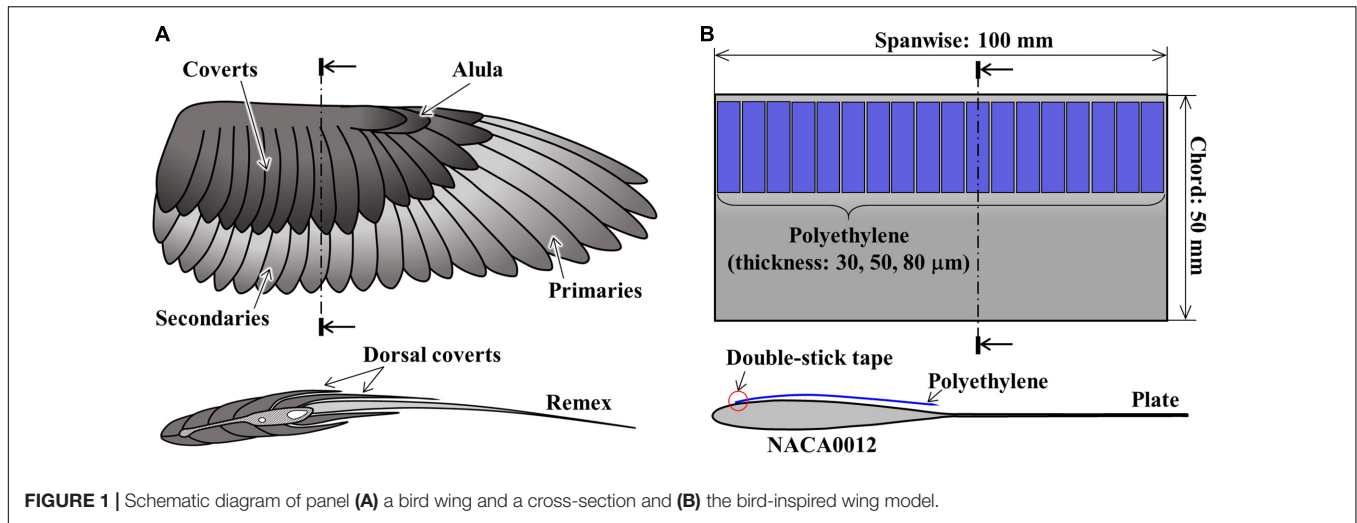 A
Coverts
Alula
Secondaries
Primaries
Dorsal coverts
Remex
B
Spanwise: 100 mm
Chord: 50 mm
Polyethylene
(thickness: 30, 50, 80 μm)
Double-stick tape
Polyethylene
Plate
NACA0012
FIGURE 1 | Schematic diagram of panel (A) a bird wing and a cross-section and (B) the bird-inspired wing model.